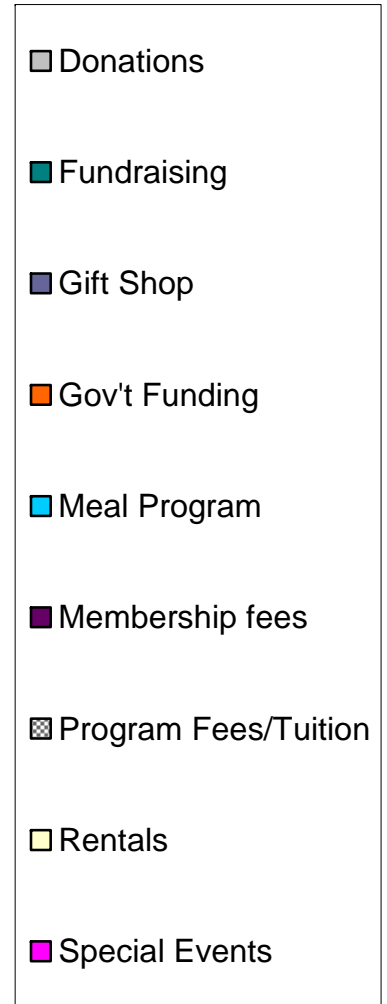 Donations
Fundraising
Gift Shop
Gov't Funding
Meal Program
Membership fees
Program Fees/Tuition
Rentals
Special Events